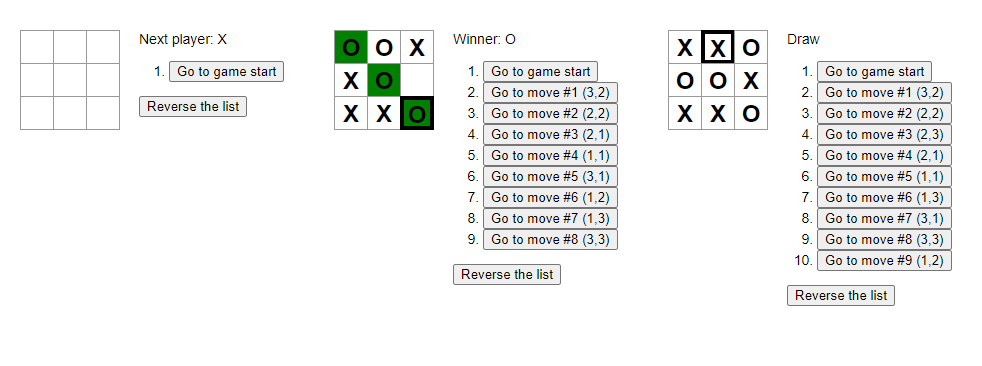 Next player: X
1. Go to game start
Reverse the list
O O X
X O
X X O
Winner: O
1. Go to game start
2. Go to move #1 (3,2)
3. Go to move #2 (2,2)
4. Go to move #3 (2,1)
5. Go to move #4 (1,1)
6. Go to move #5 (3,1)
7. Go to move #6 (1,2)
8. Go to move #7 (1,3)
9. Go to move #8 (3,3)
Reverse the list
X X O
O O X
X X O
Draw
1. Go to game start
2. Go to move #1 (3,2)
3. Go to move #2 (2,2)
4. Go to move #3 (2,3)
5. Go to move #4 (2,1)
6. Go to move #5 (1,1)
7. Go to move #6 (1,3)
8. Go to move #7 (3,1)
9. Go to move #8 (3,3)
10. Go to move #9 (1,2)
Reverse the list